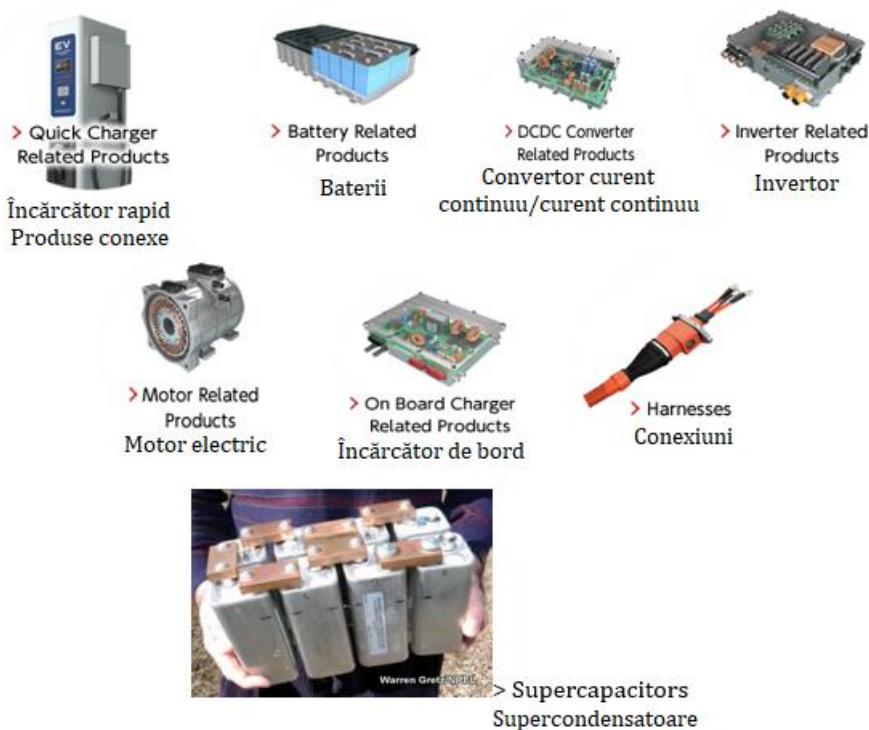 EV
> Quick Charger
Related Products
Încărcător rapid
Produse conexe
> Battery Related
Products
Baterii
> DCDC Converter
Related Products
Convertor curent
continuu/curent continuu
> Inverter Related
Products
Invertor
> Motor Related
Products
Motor electric
> On Board Charger
Related Products
Încărcător de bord
> Harnesses
Conexiuni
Warren Gretz/NREL
> Supercapacitors
Supercondensatoare